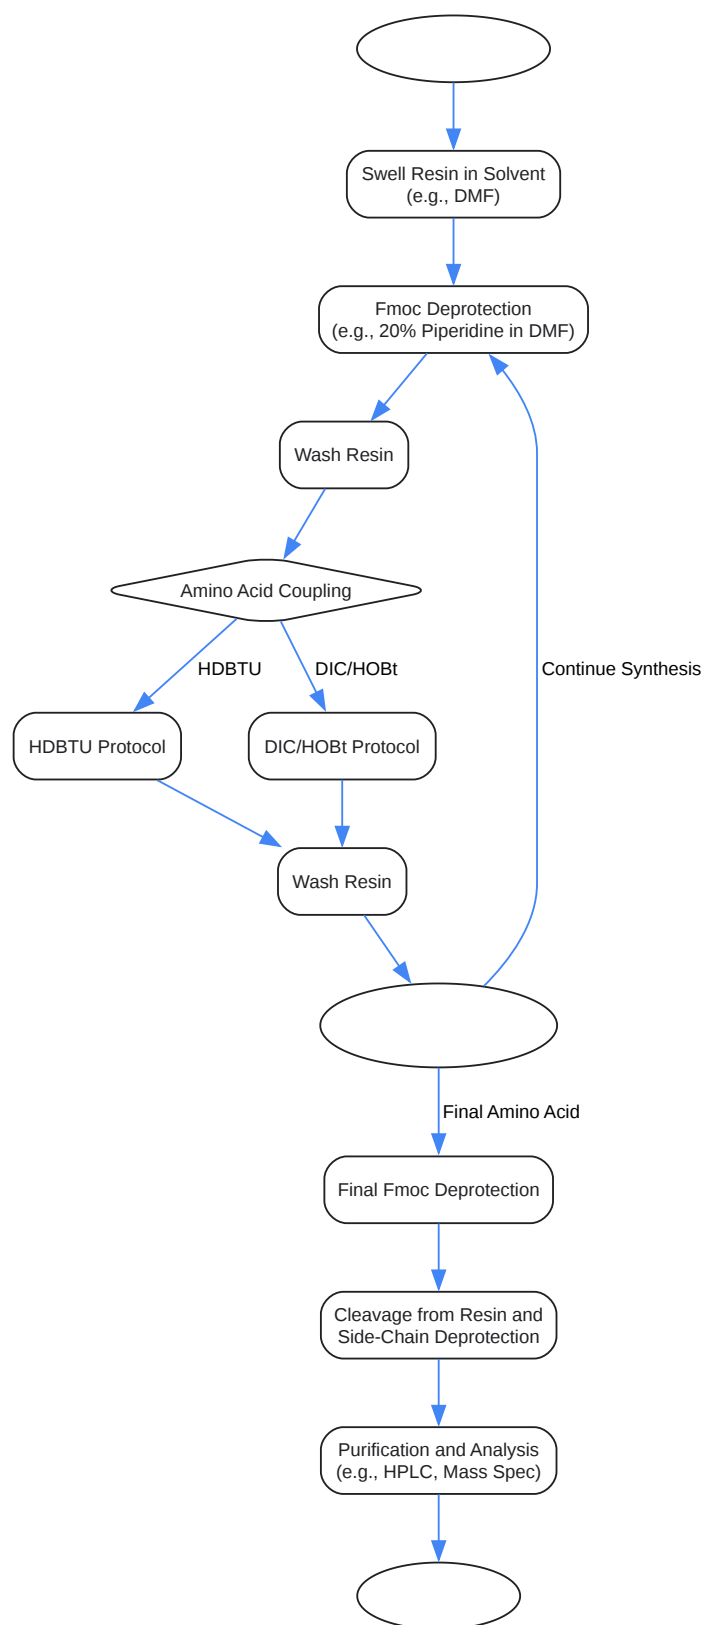 Swell Resin in Solvent
(e.g., DMF)
Fmoc Deprotection
(e.g., 20% Piperidine in DMF)
Wash Resin
Amino Acid Coupling
HDBTU
DIC/HOBt
Continue Synthesis
HDBTU Protocol
DIC/HOBt Protocol
Wash Resin
Final Amino Acid
Final Fmoc Deprotection
Cleavage from Resin and
Side-Chain Deprotection
Purification and Analysis
(e.g., HPLC, Mass Spec)